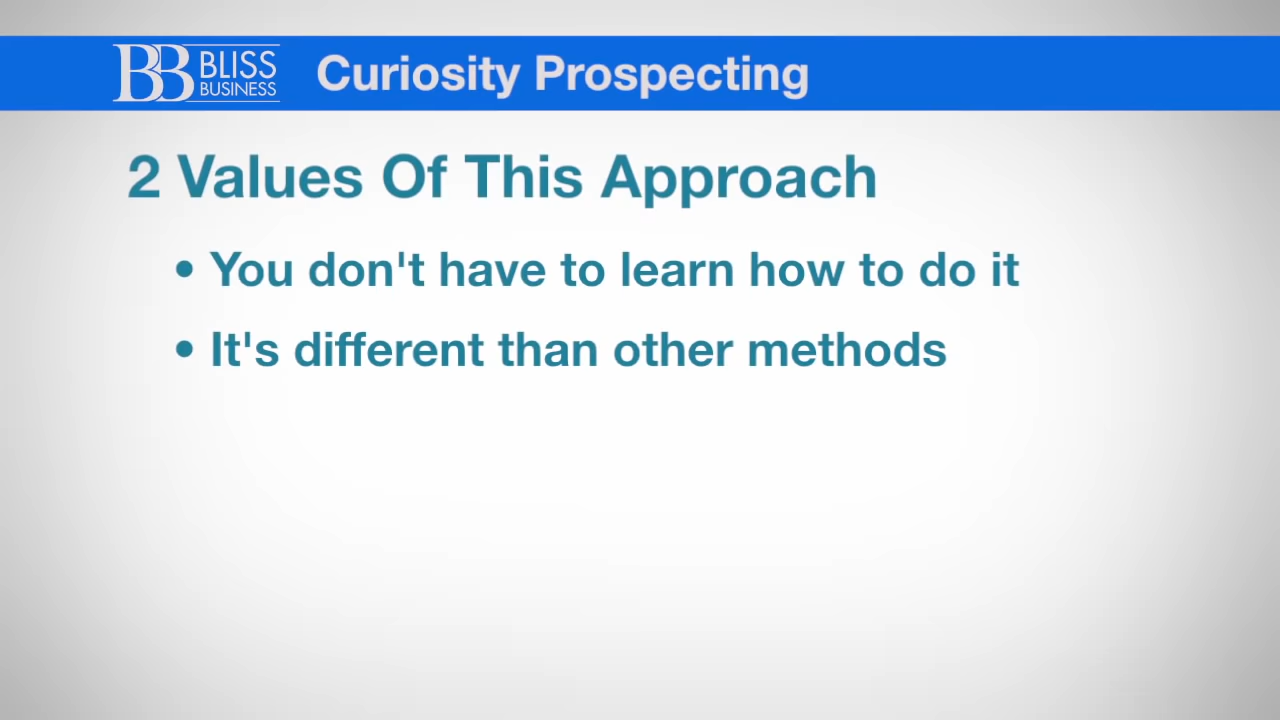 BB BLISS
BUSINESS
Curiosity Prospecting
2 Values Of This Approach
• You don't have to learn how to do it
• It's different than other methods